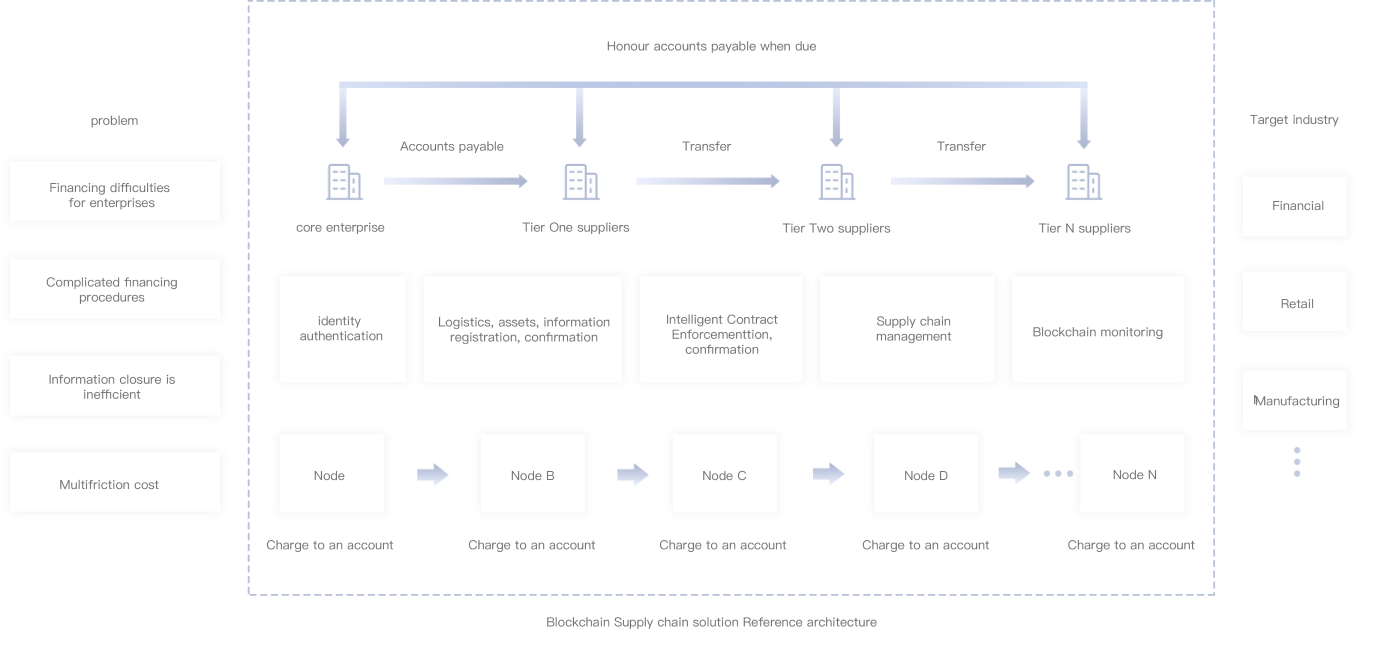 Honour accounts payable when due
problem
Target industry
Accounts payable
Transfer
Transfer
Financing difficulties
for enterprises
Financial
core enterprise
Tier One suppliers
Tier Two suppliers
Tier N suppliers
Complicated financing
procedures
Retail
identity
authentication
Logistics, assets, information
registration, confirmation
Intelligent Contract
Enforcementtion,
confirmation
Supply chain
management
Blockchain monitoring
Information closure is
inefficient
Manufacturing
Multifriction cost
Node
Node B
Node C
Node D
Node N
Charge to an account
Charge to an account
Charge to an account
Charge to an account
Charge to an account
Blockchain Supply chain solution Reference architecture